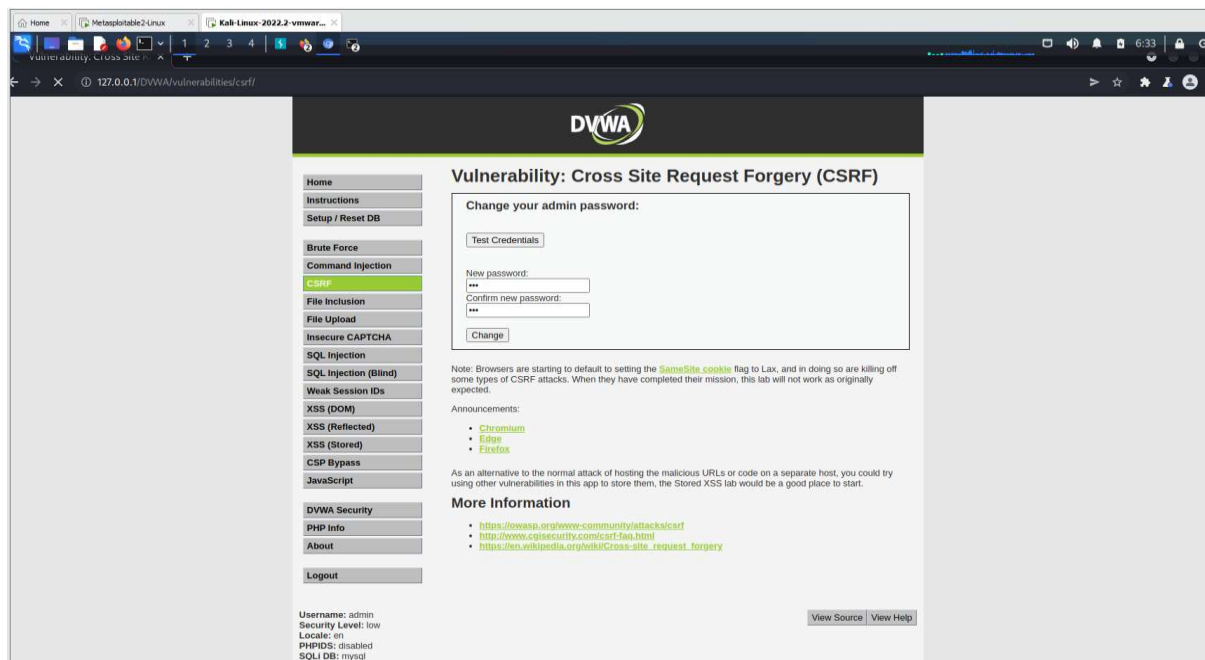 Home Metasploitable2-Linux Kali-Linux-2022.2-vmwar...
1 2 3 4 6:33
Vulnerability: Cross Site R
127.0.0.1/DVWA/vulnerabilities/csrf/
DVWA
Vulnerability: Cross Site Request Forgery (CSRF)
Home
Instructions
Setup / Reset DB
Brute Force
Command Injection
CSRF
File Inclusion
File Upload
Insecure CAPTCHA
SQL Injection
SQL Injection (Blind)
Weak Session IDs
XSS (DOM)
XSS (Reflected)
XSS (Stored)
CSP Bypass
JavaScript
DVWA Security
PHP Info
About
Logout
Change your admin password:
Test Credentials
New password:
•••
Confirm new password:
•••
Change
Note: Browsers are starting to default to setting the SameSite cookie flag to Lax, and in doing so are killing off
some types of CSRF attacks. When they have completed their mission, this lab will not work as originally
expected.
Announcements:
Chromium
Edge
Firefox
As an alternative to the normal attack of hosting the malicious URLs or code on a separate host, you could try
using other vulnerabilities in this app to store them, the Stored XSS lab would be a good place to start.
More Information
https://owasp.org/www-community/attacks/csrf
http://www.cgisecurity.com/csrf-faq.html
https://en.wikipedia.org/wiki/Cross-site_request_forgery
Username: admin
Security Level: low
Locale: en
PHPIDS: disabled
SQLi DB: mysql
View Source View Help